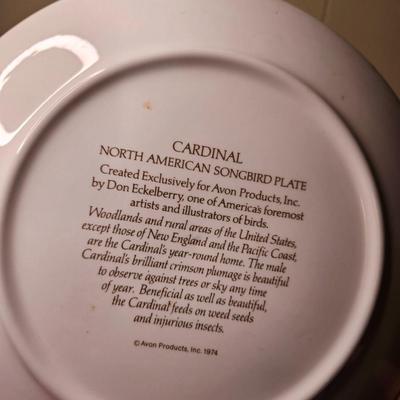 CARDINAL
NORTH AMERICAN SONGBIRD PLATE
Created Exclusively for Avon Products, Inc.
by Don Eckelberry, one of America's foremost
artists and illustrators of birds.
Woodlands and rural areas of the United States,
except those of New England and the Pacific Coast,
are the Cardinal's year-round home. The male
Cardinal's brilliant crimson plumage is beautiful
to observe against trees or sky any time
of year. Beneficial as well as beautiful,
the Cardinal feeds on weed seeds
and injurious insects.
© Avon Products, Inc. 1974